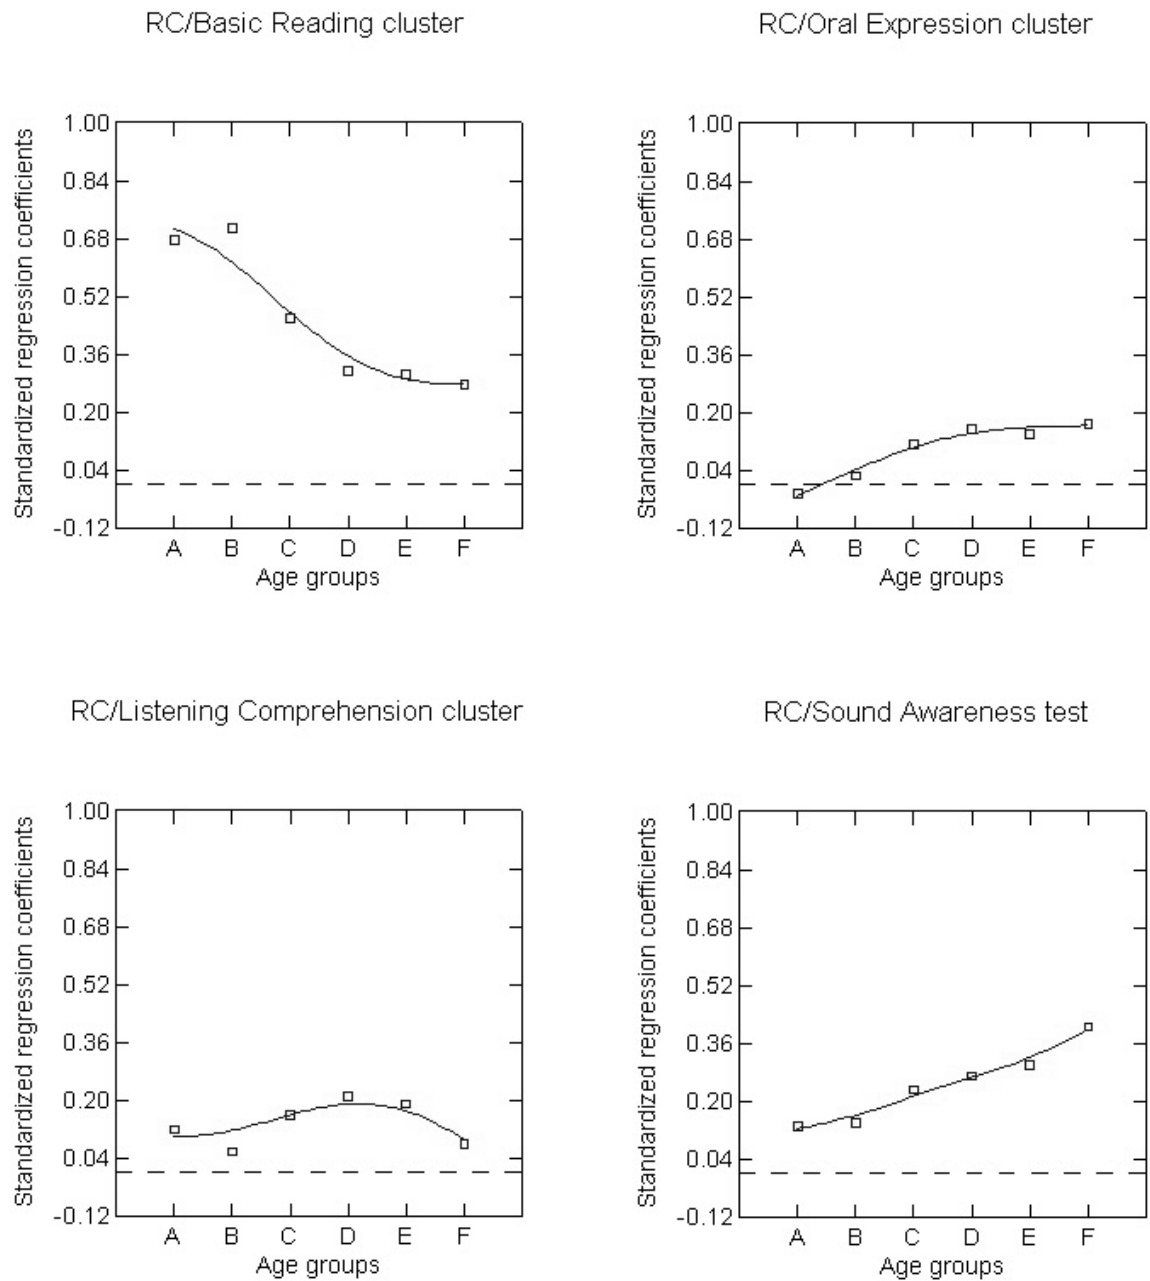 RC/Basic Reading cluster
Standardized regression coefficients
1.00
0.84
0.68
0.52
0.36
0.20
0.04
-0.12
A B C D E F
Age groups
RC/Oral Expression cluster
Standardized regression coefficients
1.00
0.84
0.68
0.52
0.36
0.20
0.04
-0.12
A B C D E F
Age groups
RC/Listening Comprehension cluster
Standardized regression coefficients
1.00
0.84
0.68
0.52
0.36
0.20
0.04
-0.12
A B C D E F
Age groups
RC/Sound Awareness test
Standardized regression coefficients
1.00
0.84
0.68
0.52
0.36
0.20
0.04
-0.12
A B C D E F
Age groups